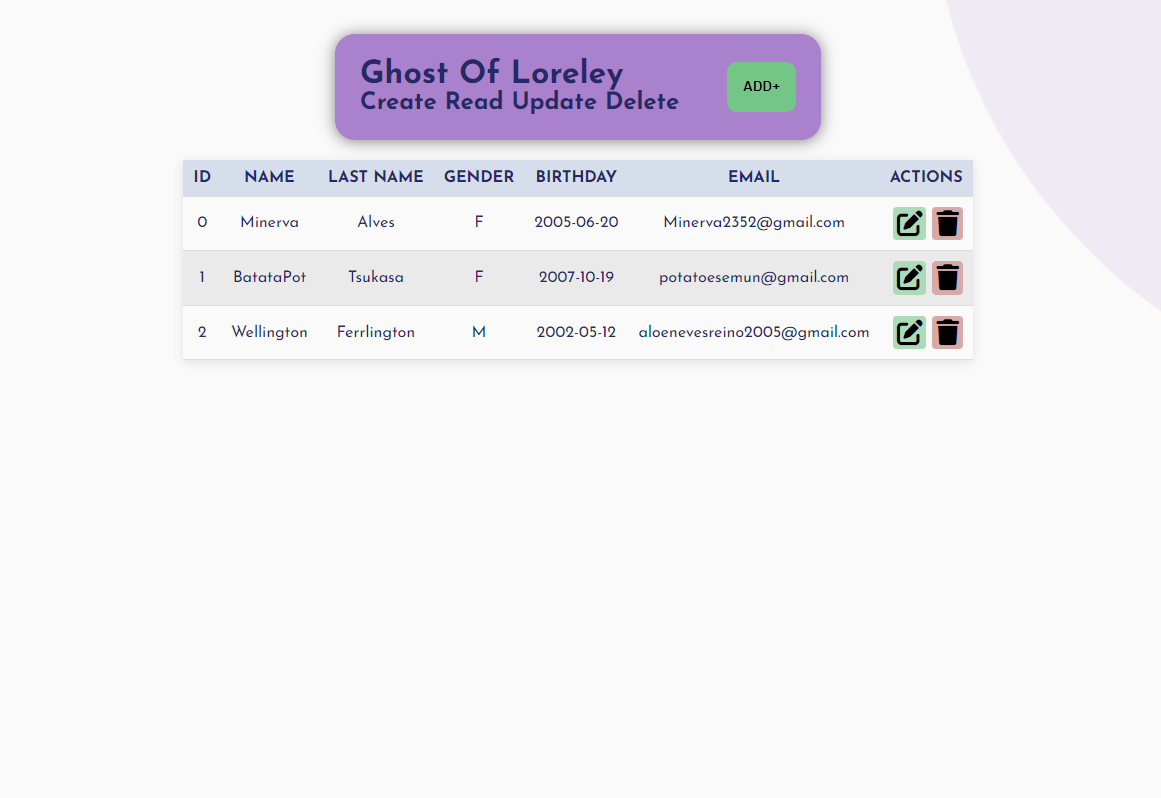 Ghost Of Loreley
Create Read Update Delete
ADD+
ID NAME LAST NAME GENDER BIRTHDAY EMAIL ACTIONS
0 Minerva Alves F 2005-06-20 Minerva2352@gmail.com
1 BatataPot Tsukasa F 2007-10-19 potatoesemun@gmail.com
2 Wellington Ferrlington M 2002-05-12 aloenevesreino2005@gmail.com